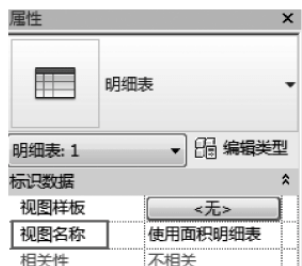 属性
明细表
明细表: 1 编辑类型
标识数据
视图样板 <无>
视图名称 使用面积明细表
相关性 不相关